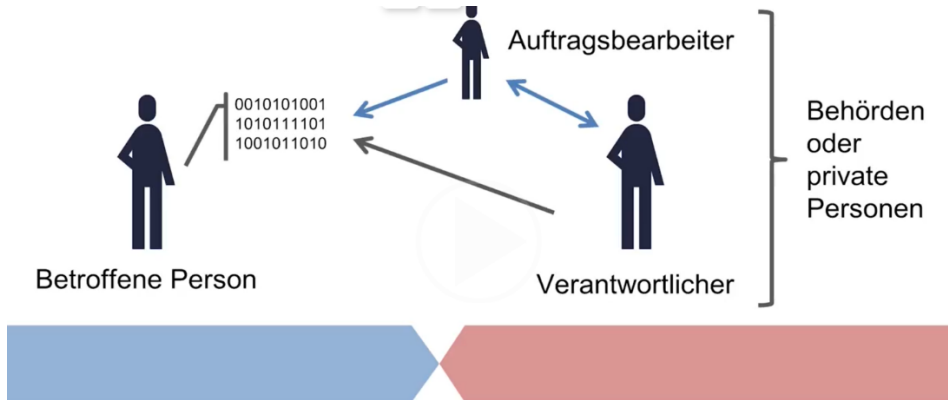 Auftragsbearbeiter
0010101001
1010111101
1001011010
Behörden
oder
private
Personen
Betroffene Person
Verantwortlicher